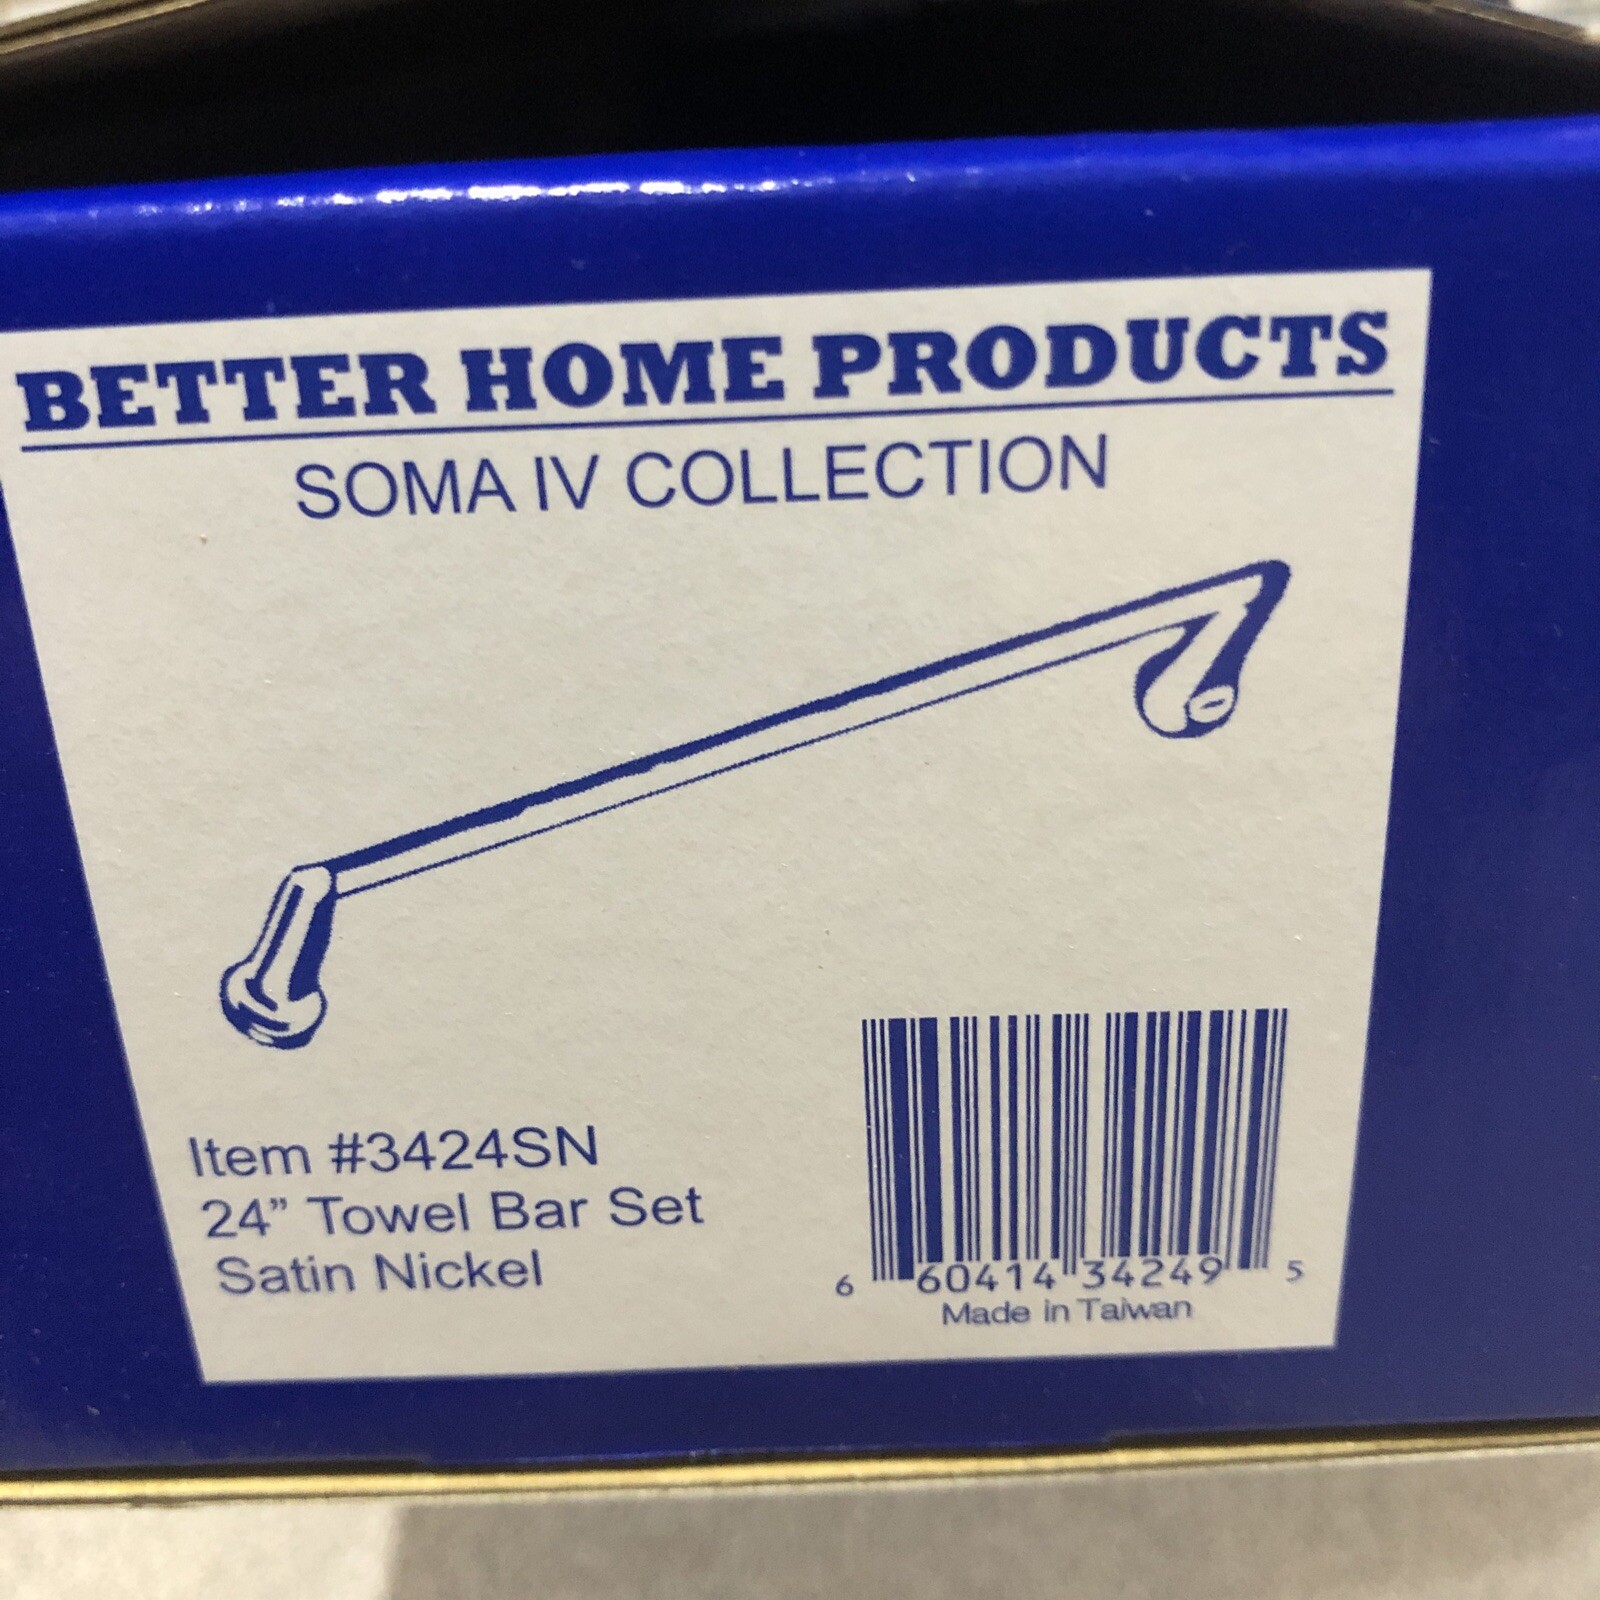 BETTER HOME PRODUCTS
SOMA IV COLLECTION
Item #3424SN
24” Towel Bar Set
Satin Nickel
6 60414 34249 5
Made in Taiwan